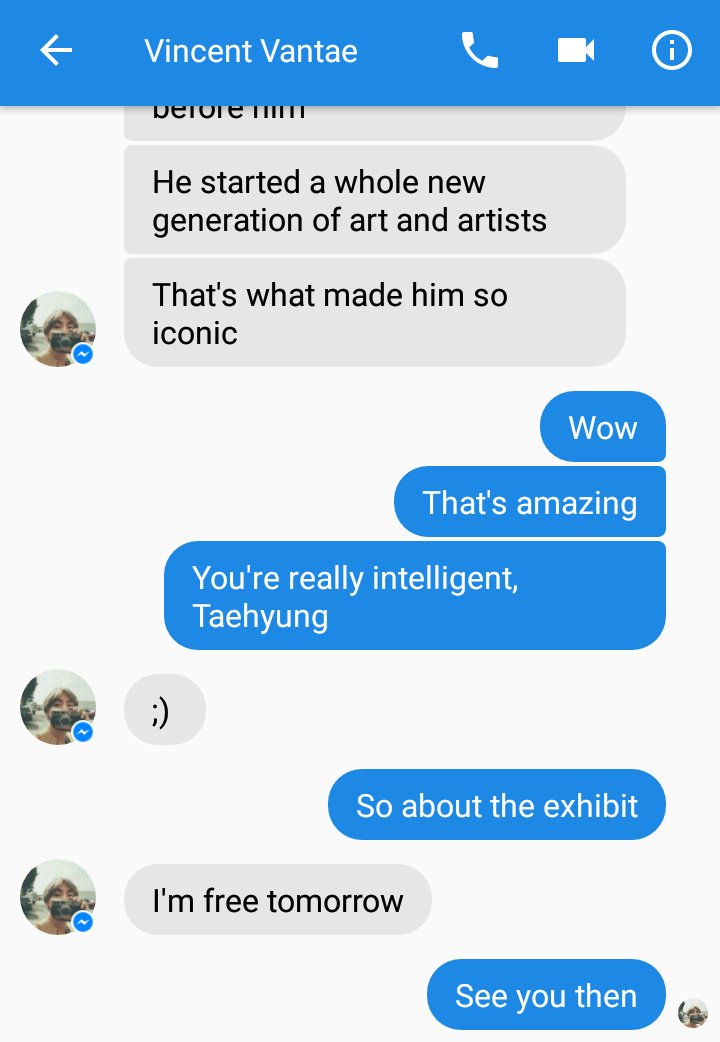 Vincent Vantae
before him
He started a whole new
generation of art and artists
That's what made him so
iconic
Wow
That's amazing
You're really intelligent,
Taehyung
;)
So about the exhibit
I'm free tomorrow
See you then